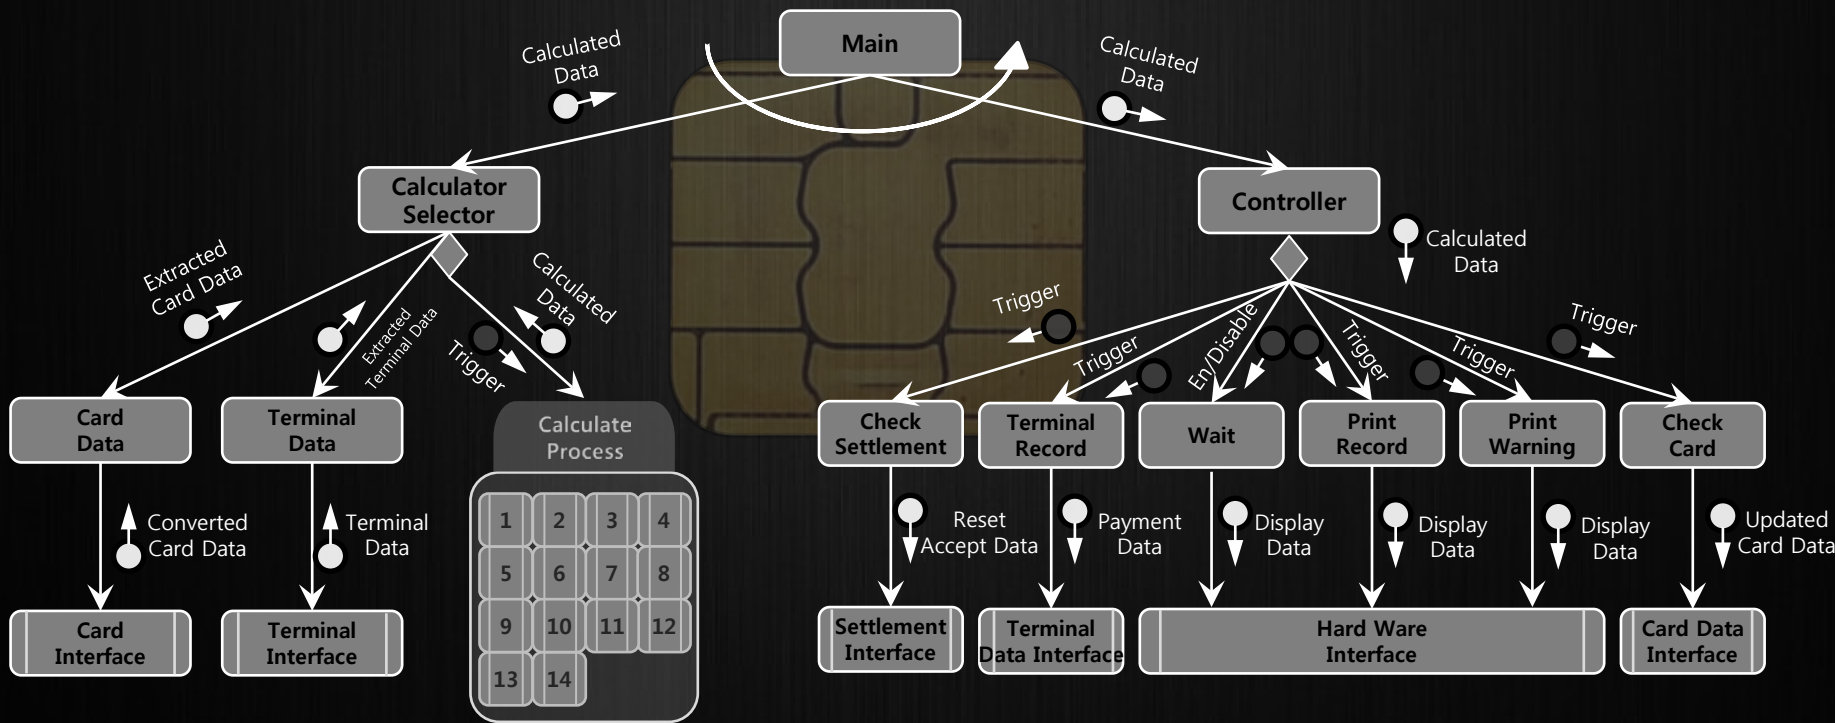 Main
Calculated
Data
Calculated
Data
Calculator
Selector
Controller
Calculated
Data
Extracted
Card Data
Extracted
Terminal Data
Trigger
Calculated
Data
Trigger
Trigger
En/Disable
Trigger
Trigger
Trigger
Card
Data
Terminal
Data
Calculate
Process
Check
Settlement
Terminal
Record
Wait
Print
Record
Print
Warning
Check
Card
Converted
Card Data
Terminal
Data
1 2 3 4
5 6 7 8
9 10 11 12
13 14
Reset
Accept Data
Payment
Data
Display
Data
Display
Data
Display
Data
Updated
Card Data
Card
Interface
Terminal
Interface
Settlement
Interface
Terminal
Data Interface
Hard Ware
Interface
Card Data
Interface